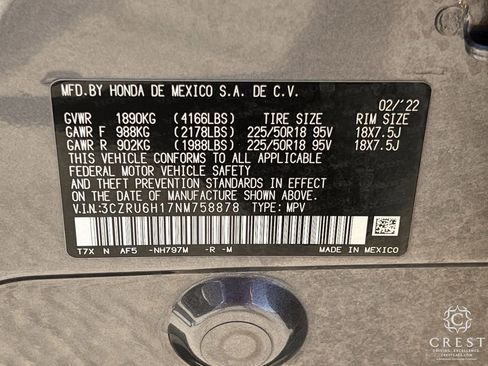 MFD.BY HONDA DE MEXICO S.A. DE C.V.
02/'22
GVWR 1890KG (4166LBS) TIRE SIZE RIM SIZE
GAWR F 988KG (2178LBS) 225/50R18 95V 18X7.5J
GAWR R 902KG (1988LBS) 225/50R18 95V 18X7.5J
THIS VEHICLE CONFORMS TO ALL APPLICABLE
FEDERAL MOTOR VEHICLE SAFETY
AND THEFT PREVENTION STANDARDS IN EFFECT
ON THE DATE OF MANUFACTURE SHOWN ABOVE.
V.I.N:3CZRU6H17NM758878 TYPE: MPV
T7X N AF5 -NH797M -R -M MADE IN MEXICO
CREST